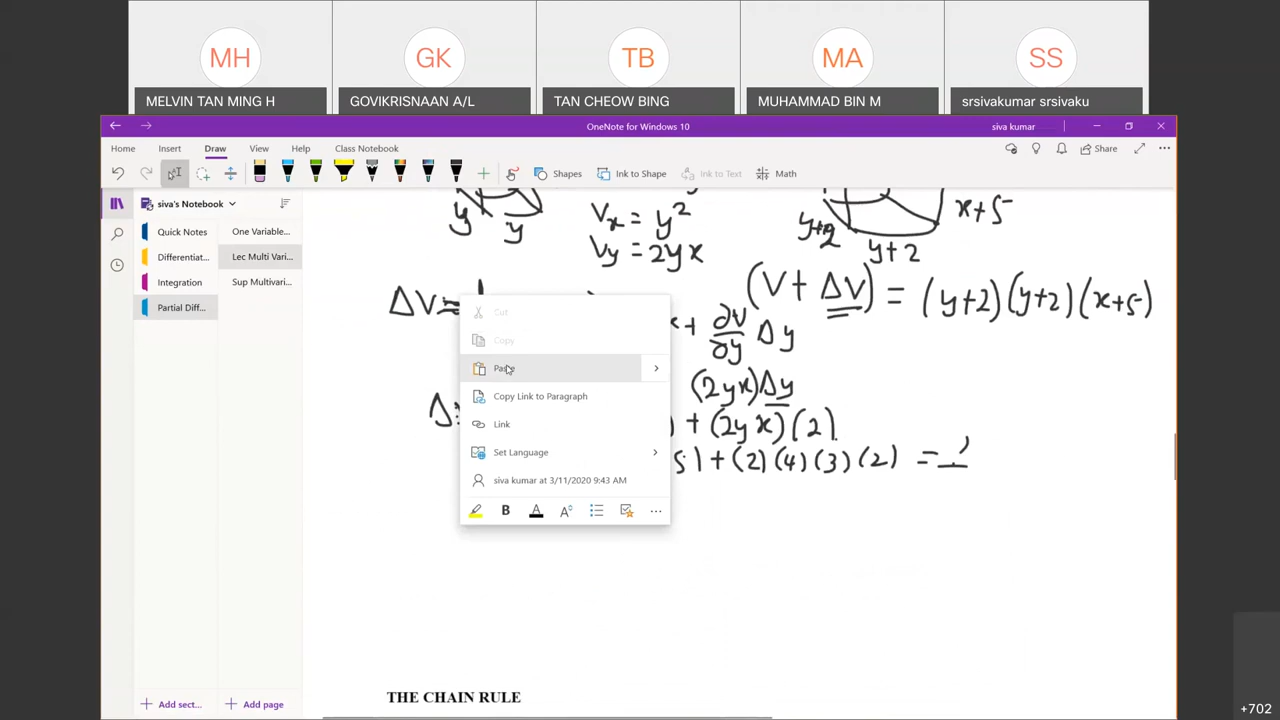 MH GK TB MA SS
MELVIN TAN MING H GOVIKRISNAAN A/L TAN CHEOW BING MUHAMMAD BIN M srsivakumar srsivaku
OneNote for Windows 10 siva kumar
Home Insert Draw View Help Class Notebook Share
Shapes Ink to Shape Ink to Text Math
siva's Notebook
Quick Notes One Variable...
Differentiat... Lec Multi Vari...
Integration Sup Multivari...
Partial Diff...
y y Vx = y² y+2 y+2 x+5
Vy = 2yx
ΔV = (V + ΔV) = (y+2)(y+2)(x+5)
+ ∂V/∂y Δy
(2yx)Δy
+ (2yx)(2)
5) + (2)(4)(3)(2) =
Cut
Copy
Paste
Copy Link to Paragraph
Link
Set Language
siva kumar at 3/11/2020 9:43 AM
B A A
THE CHAIN RULE
Add sect... Add page
+702